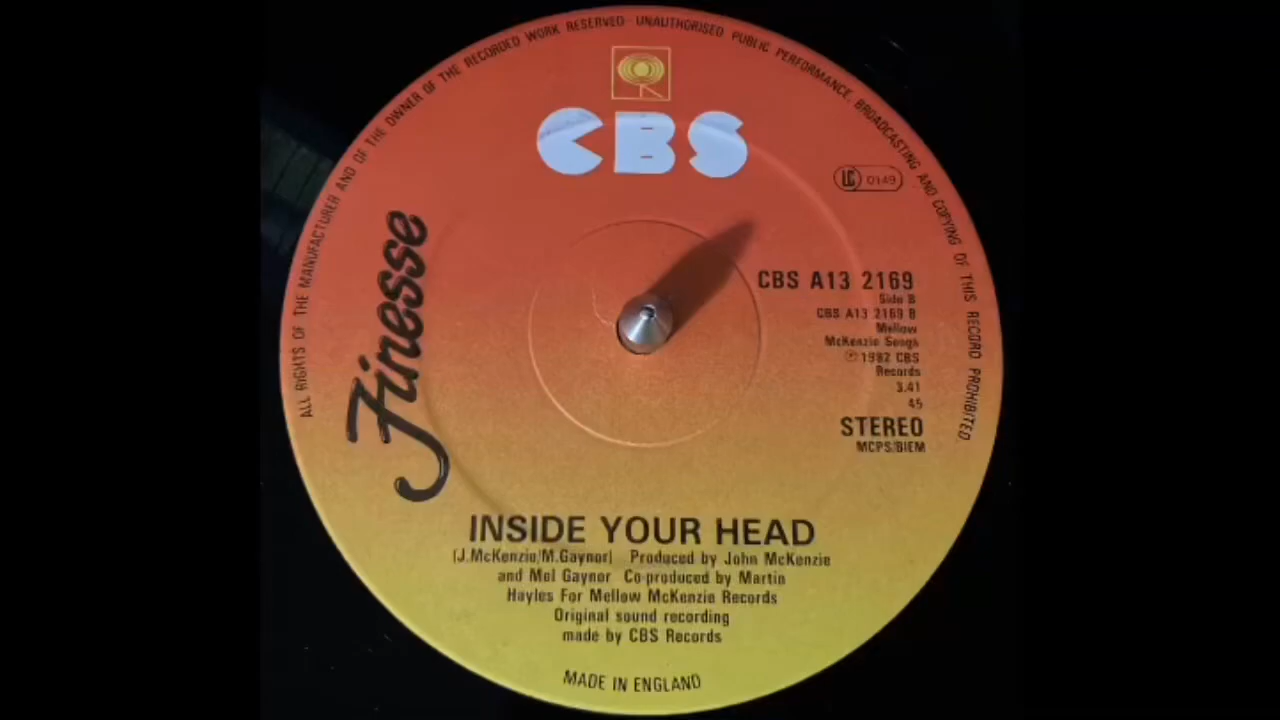 ALL RIGHTS OF THE MANUFACTURER AND OF THE OWNER OF THE RECORDED WORK RESERVED · UNAUTHORISED PUBLIC PERFORMANCE, BROADCASTING AND COPYING OF THIS RECORD PROHIBITED.
CBS
LC 0149
Finesse
CBS A13 2169
Side B
CBS A13 2169 B
Mellow
McKenzie Songs
℗ 1982 CBS
Records
3.41
45
STEREO
MCPS/BIEM
INSIDE YOUR HEAD
(J.McKenzie/M.Gaynor) Produced by John McKenzie
and Mel Gaynor Co-produced by Martin
Hayles For Mellow McKenzie Records
Original sound recording
made by CBS Records
MADE IN ENGLAND